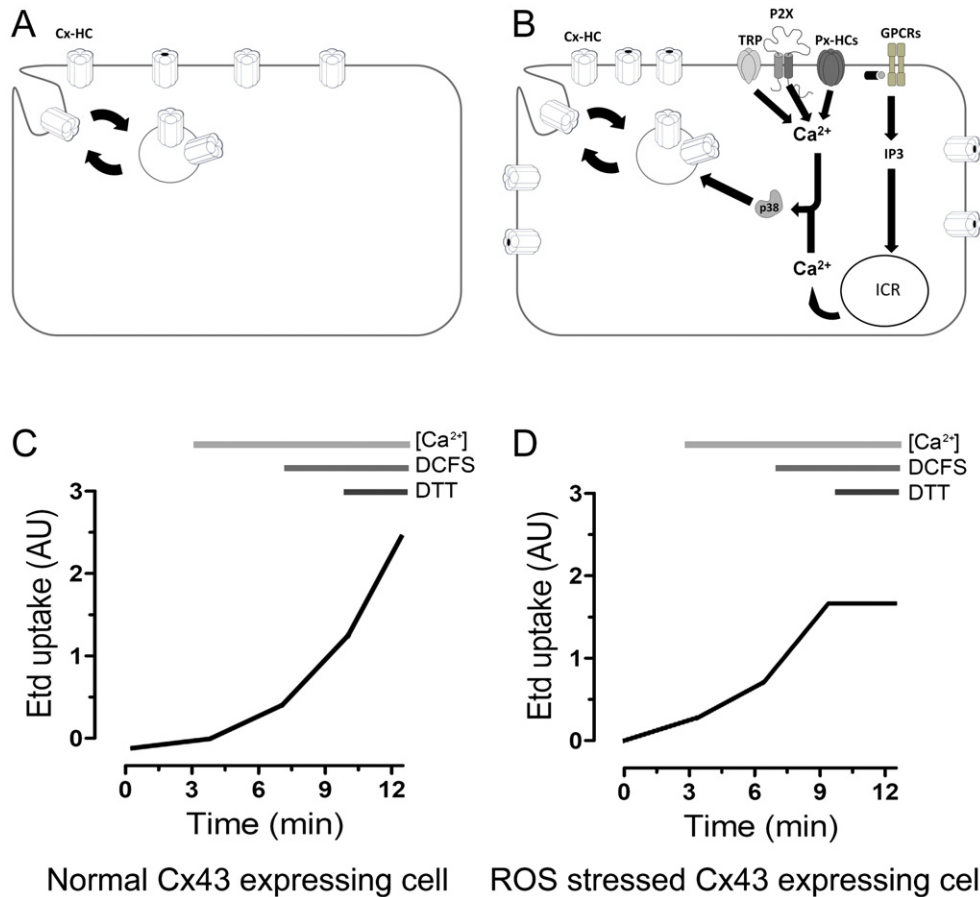 A
Cx-HC
B
Cx-HC
TRP
P2X
Px-HCs
GPCRs
Ca²⁺
IP3
p38
Ca²⁺
ICR
C
[Ca²⁺]
DCFS
DTT
Etd uptake (AU)
3
2
1
0
0 3 6 9 12
Time (min)
Normal Cx43 expressing cell
D
[Ca²⁺]
DCFS
DTT
Etd uptake (AU)
3
2
1
0
0 3 6 9 12
Time (min)
ROS stressed Cx43 expressing cel